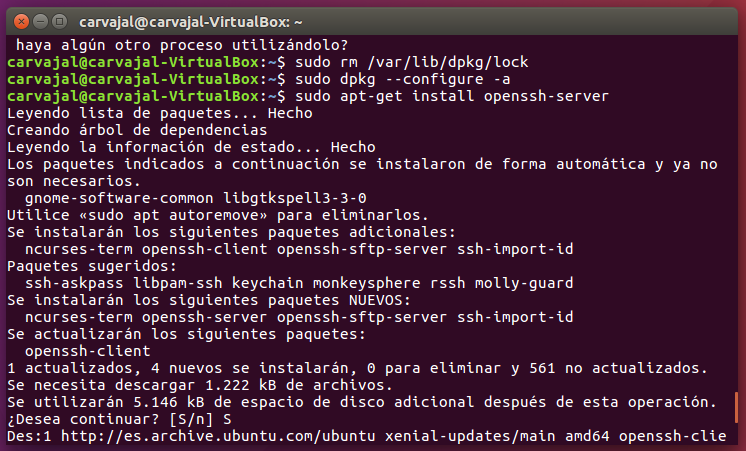 carvajal@carvajal-VirtualBox: ~
haya algún otro proceso utilizándolo?
carvajal@carvajal-VirtualBox:~$ sudo rm /var/lib/dpkg/lock
carvajal@carvajal-VirtualBox:~$ sudo dpkg --configure -a
carvajal@carvajal-VirtualBox:~$ sudo apt-get install openssh-server
Leyendo lista de paquetes... Hecho
Creando árbol de dependencias
Leyendo la información de estado... Hecho
Los paquetes indicados a continuación se instalaron de forma automática y ya no
son necesarios.
gnome-software-common libgtkspell3-3-0
Utilice «sudo apt autoremove» para eliminarlos.
Se instalarán los siguientes paquetes adicionales:
ncurses-term openssh-client openssh-sftp-server ssh-import-id
Paquetes sugeridos:
ssh-askpass libpam-ssh keychain monkeysphere rssh molly-guard
Se instalarán los siguientes paquetes NUEVOS:
ncurses-term openssh-server openssh-sftp-server ssh-import-id
Se actualizarán los siguientes paquetes:
openssh-client
1 actualizados, 4 nuevos se instalarán, 0 para eliminar y 561 no actualizados.
Se necesita descargar 1.222 kB de archivos.
Se utilizarán 5.146 kB de espacio de disco adicional después de esta operación.
¿Desea continuar? [S/n] S
Des:1 http://es.archive.ubuntu.com/ubuntu xenial-updates/main amd64 openssh-clie